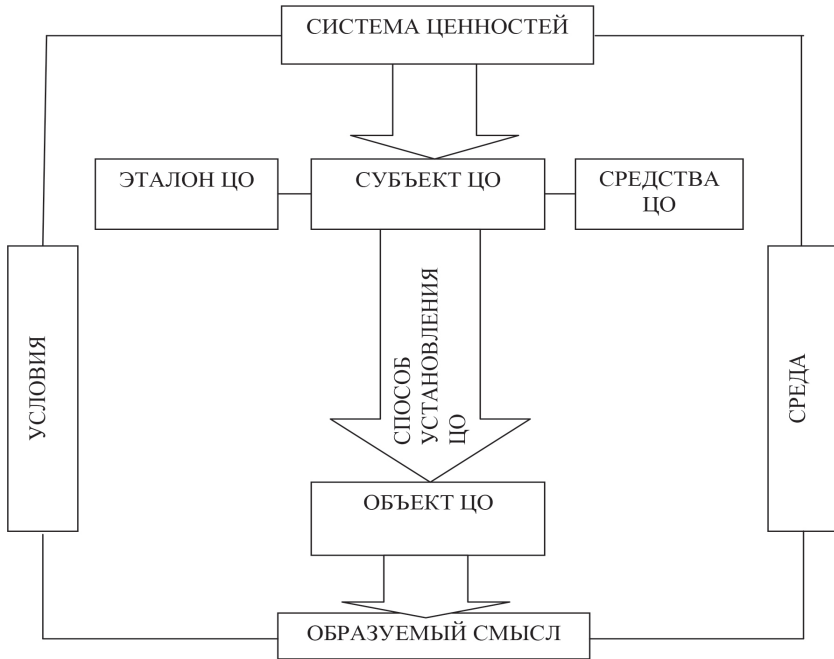 СИСТЕМА ЦЕННОСТЕЙ
ЭТАЛОН ЦО
СУБЪЕКТ ЦО
СРЕДСТВА
ЦО
УСЛОВИЯ
СПОСОБ
УСТАНОВЛЕНИЯ
ЦО
СРЕДА
ОБЪЕКТ ЦО
ОБРАЗУЕМЫЙ СМЫСЛ